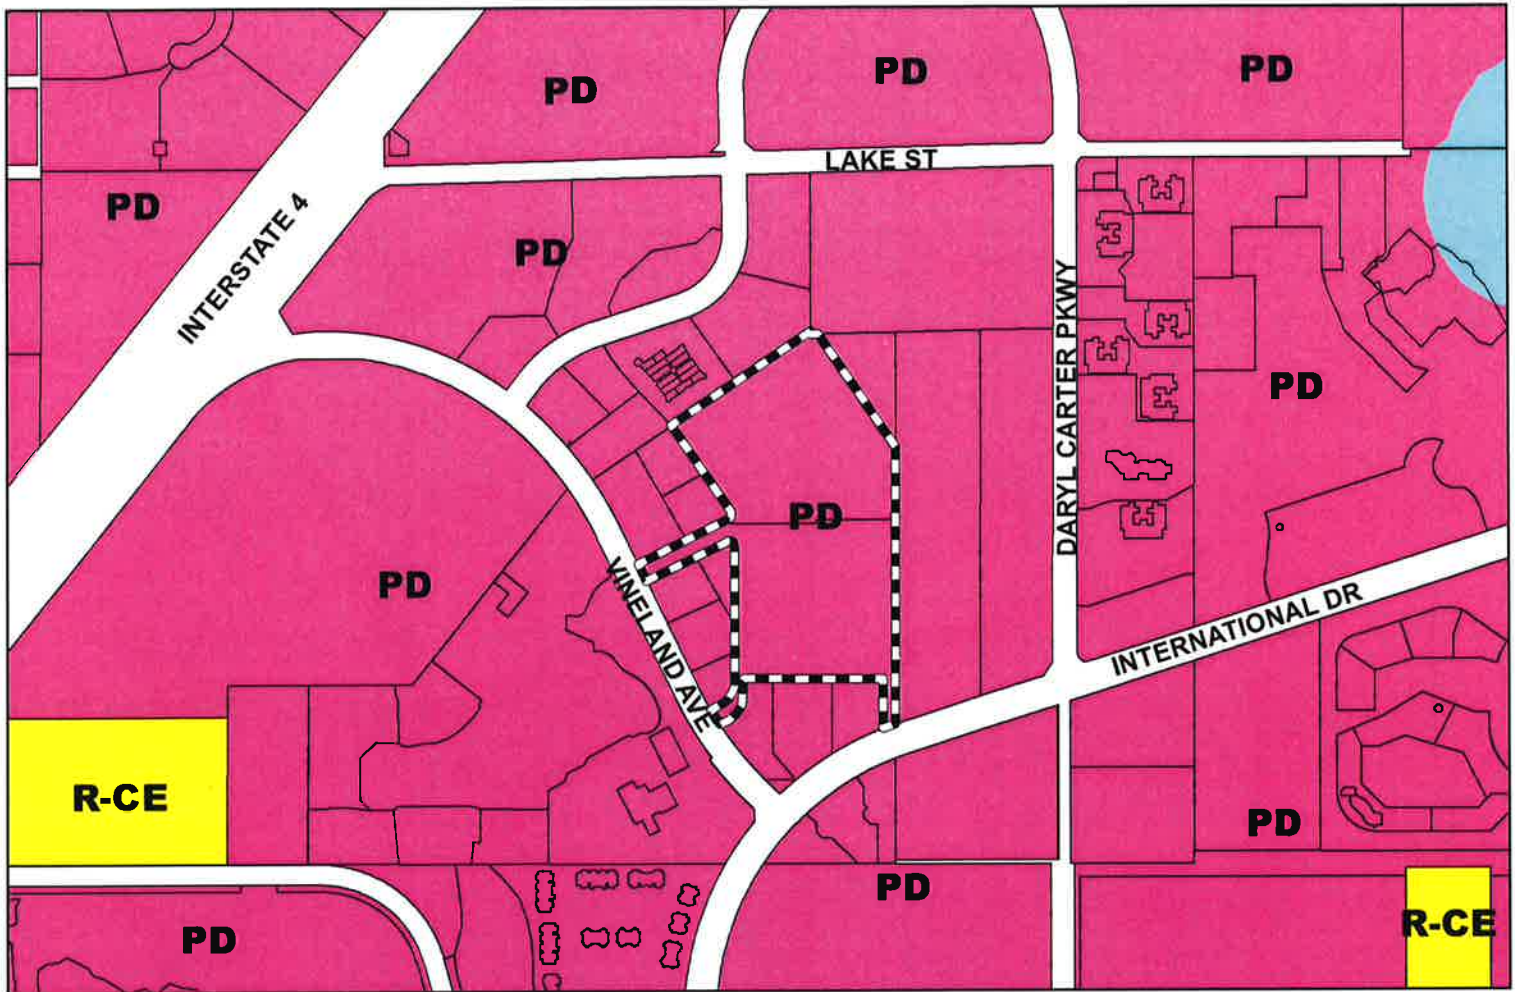 PD
PD
PD
LAKE ST
PD
INTERSTATE 4
PD
DARYL CARTER PKWY
PD
PD
PD
VINELAND AVE
INTERNATIONAL DR
R-CE
PD
PD
R-CE
PD